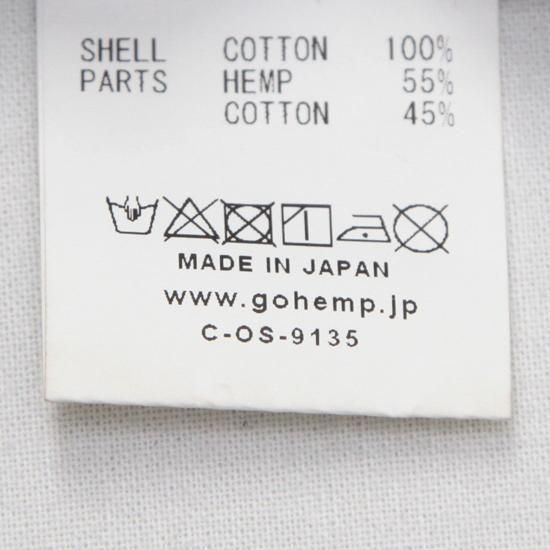 SHELL COTTON 100%
PARTS HEMP 55%
COTTON 45%
MADE IN JAPAN
www.gohemp.jp
C-OS-9135